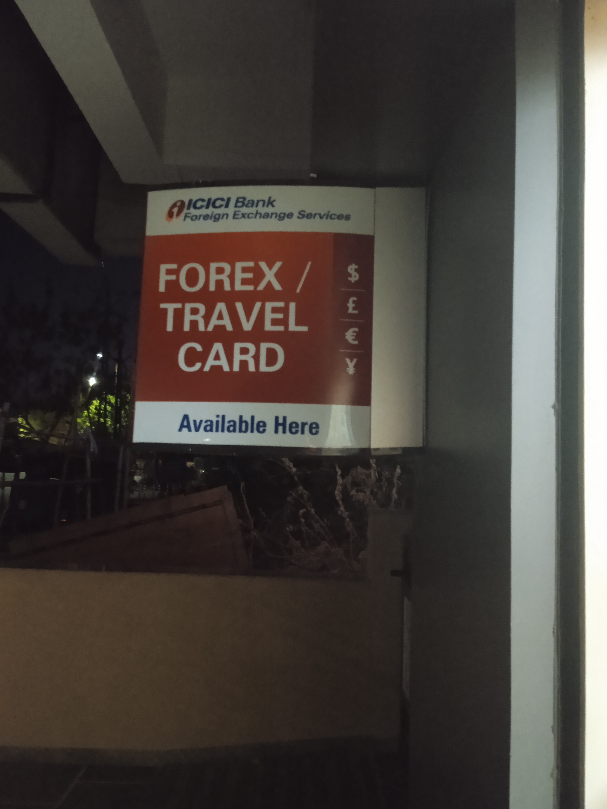 ICICI Bank
Foreign Exchange Services
FOREX /
TRAVEL
CARD
$
£
€
¥
Available Here